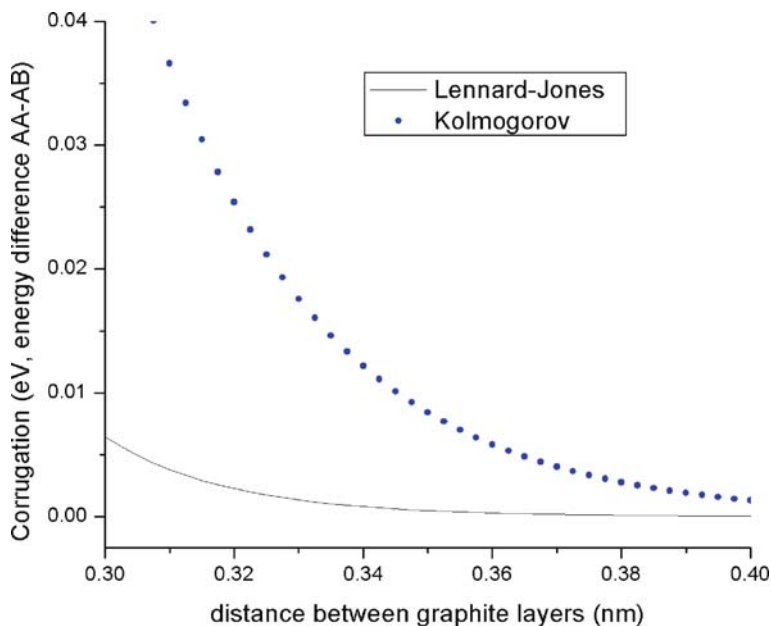 Corrugation (eV, energy difference AA-AB)
0.04
0.03
0.02
0.01
0.00
Lennard-Jones
Kolmogorov
0.30 0.32 0.34 0.36 0.38 0.40
distance between graphite layers (nm)